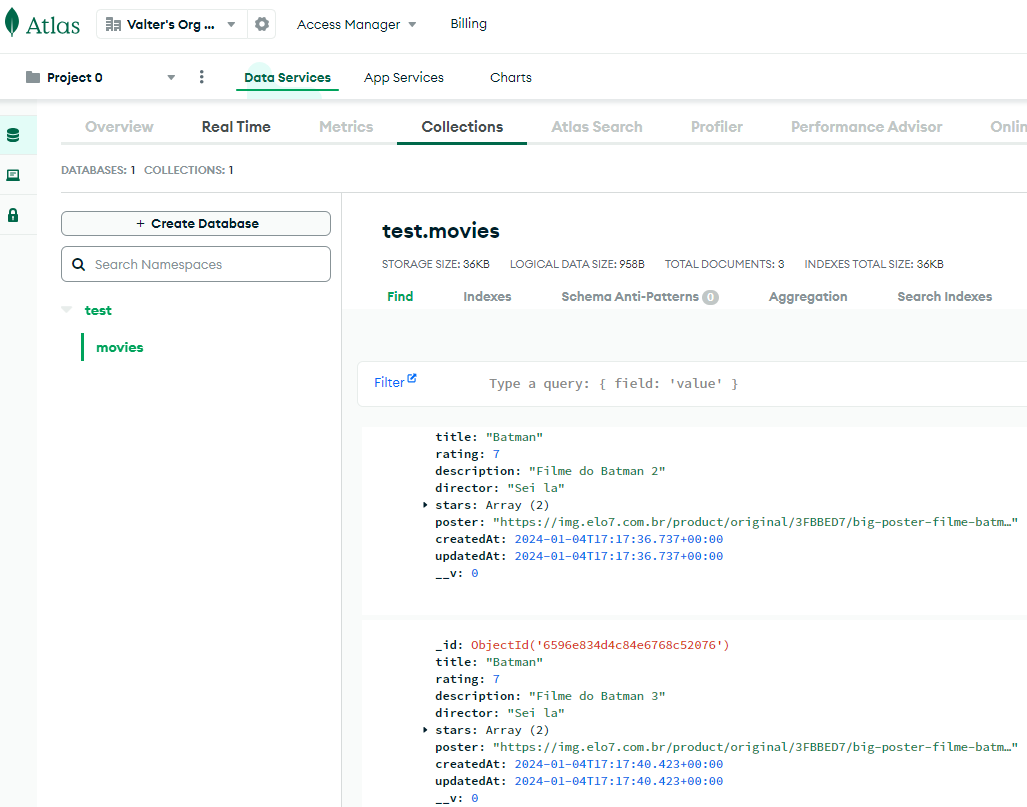 Atlas
Valter's Org ...
Access Manager
Billing
Project 0
Data Services
App Services
Charts
Overview
Real Time
Metrics
Collections
Atlas Search
Profiler
Performance Advisor
Onlin
DATABASES: 1 COLLECTIONS: 1
+ Create Database
Search Namespaces
test
movies
test.movies
STORAGE SIZE: 36KB LOGICAL DATA SIZE: 958B TOTAL DOCUMENTS: 3 INDEXES TOTAL SIZE: 36KB
Find
Indexes
Schema Anti-Patterns 0
Aggregation
Search Indexes
Filter
Type a query: { field: 'value' }
title: "Batman"
rating: 7
description: "Filme do Batman 2"
director: "Sei la"
stars: Array (2)
poster: "https://img.elo7.com.br/product/original/3FBBED7/big-poster-filme-batm…"
createdAt: 2024-01-04T17:17:36.737+00:00
updatedAt: 2024-01-04T17:17:36.737+00:00
__v: 0
_id: ObjectId('6596e834d4c84e6768c52076')
title: "Batman"
rating: 7
description: "Filme do Batman 3"
director: "Sei la"
stars: Array (2)
poster: "https://img.elo7.com.br/product/original/3FBBED7/big-poster-filme-batm…"
createdAt: 2024-01-04T17:17:40.423+00:00
updatedAt: 2024-01-04T17:17:40.423+00:00
__v: 0